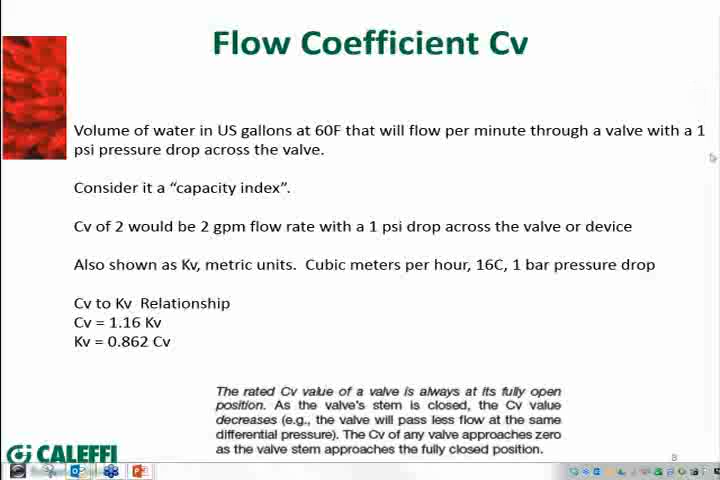 Flow Coefficient Cv
Volume of water in US gallons at 60F that will flow per minute through a valve with a 1
psi pressure drop across the valve.
Consider it a “capacity index”.
Cv of 2 would be 2 gpm flow rate with a 1 psi drop across the valve or device
Also shown as Kv, metric units.  Cubic meters per hour, 16C, 1 bar pressure drop
Cv to Kv  Relationship
Cv = 1.16 Kv
Kv = 0.862 Cv
The rated Cv value of a valve is always at its fully open
position. As the valve's stem is closed, the Cv value
decreases (e.g., the valve will pass less flow at the same
differential pressure). The Cv of any valve approaches zero
as the valve stem approaches the fully closed position.
CALEFFI
8